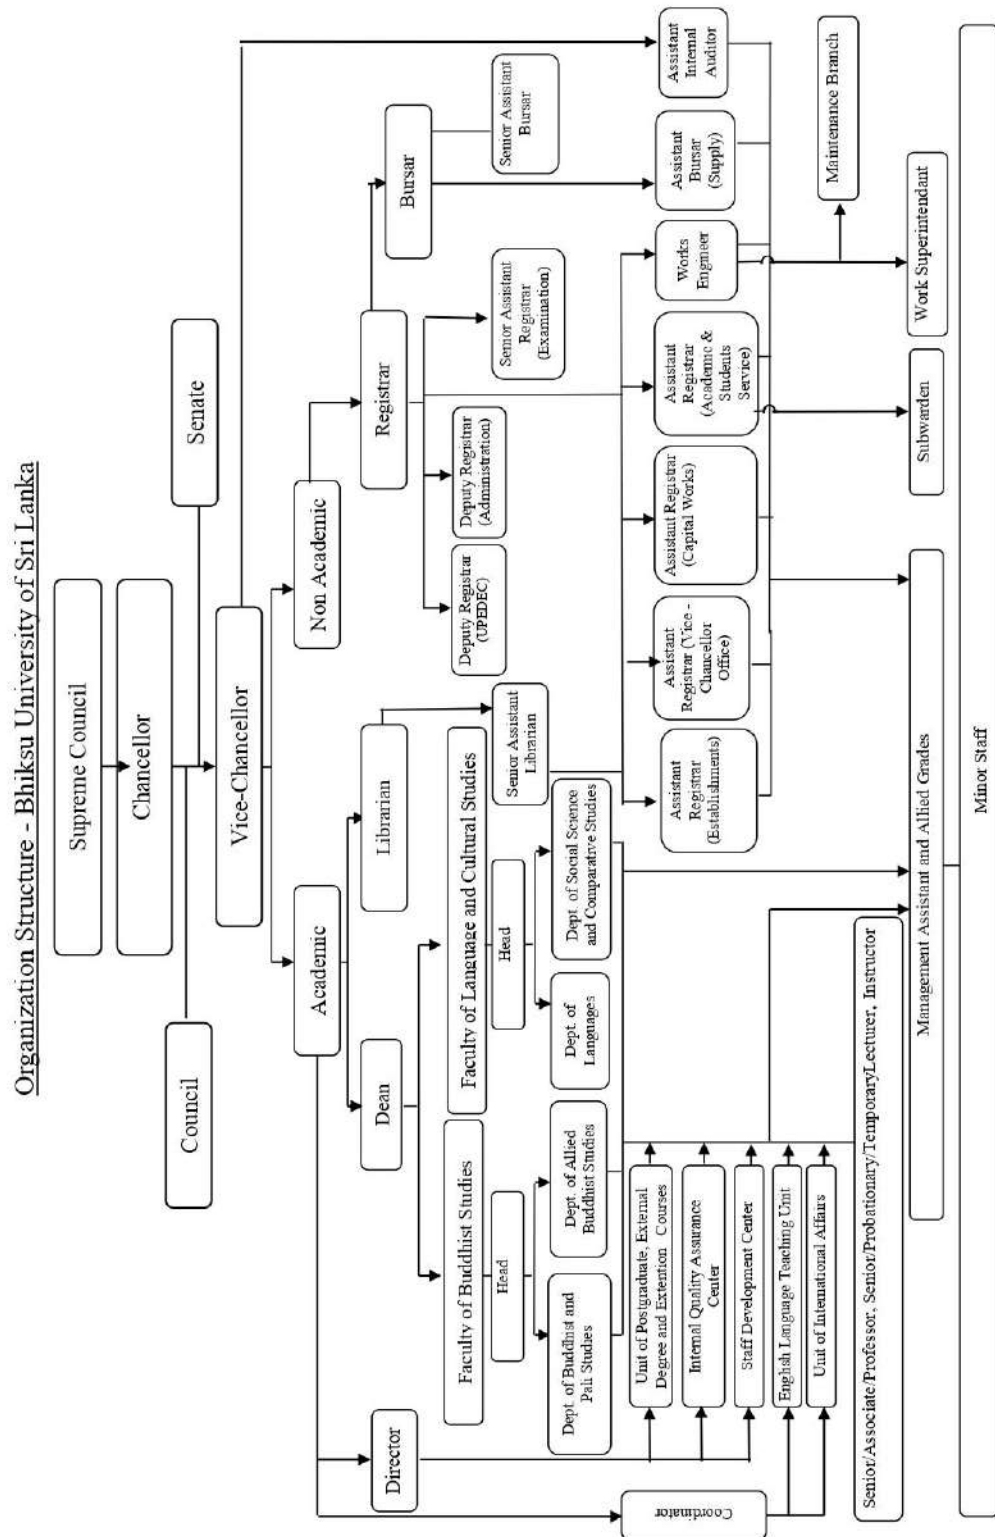 Organization Structure - Bhiksu University of Sri Lanka
Supreme Council
Chancellor
Council
Senate
Vice-Chancellor
Academic
Non Academic
Director
Dean
Librarian
Registrar
Bursar
Faculty of Buddhist Studies
Faculty of Language and Cultural Studies
Deputy Registrar
(UPEDEC)
Deputy Registrar
(Administration)
Head
Head
Senior Assistant
Librarian
Senior Assistant
Registrar
(Examination)
Senior Assistant
Bursar
Dept. of Buddhist and
Pali Studies
Dept. of Allied
Buddhist Studies
Dept. of
Languages
Dept. of Social Science
and Comparative Studies
Coordinator
Unit of Postgraduate, External
Degree and Extention Courses
Internal Quality Assurance
Center
Staff Development Center
English Language Teaching Unit
Unit of International Affairs
Assistant
Registrar
(Establishments)
Assistant
Registrar (Vice -
Chancellor
Office)
Assistant Registrar
(Capital Works)
Assistant
Registrar
(Academic &
Students
Service)
Works
Engineer
Assistant
Bursar
(Supply)
Assistant
Internal
Auditor
Maintenance Branch
Senior/Associate/Professor, Senior/Probationary/TemporaryLecturer, Instructor
Management Assistant and Allied Grades
Subwarden
Work Superintendant
Minor Staff